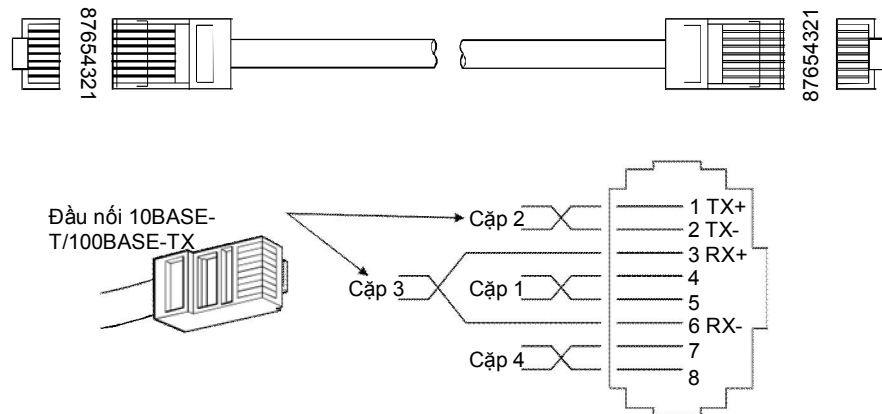 87654321
87654321
Đầu nối 10BASE-
T/100BASE-TX
Cặp 2
Cặp 3
Cặp 1
Cặp 4
1 TX+
2 TX-
3 RX+
4
5
6 RX-
7
8